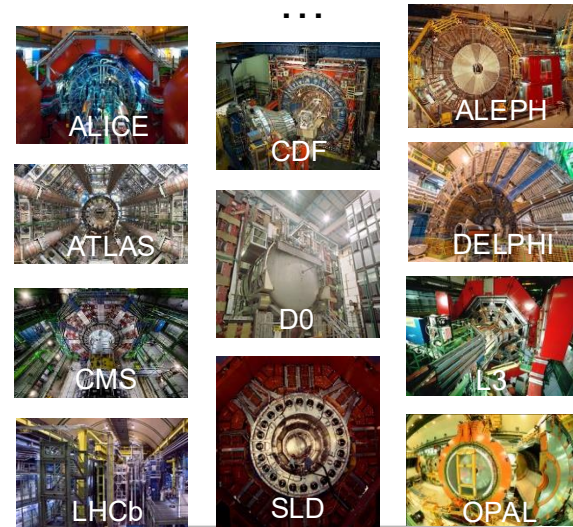 ...
ALICE
ATLAS
CMS
LHCb
CDF
D0
SLD
ALEPH
DELPHI
L3
OPAL